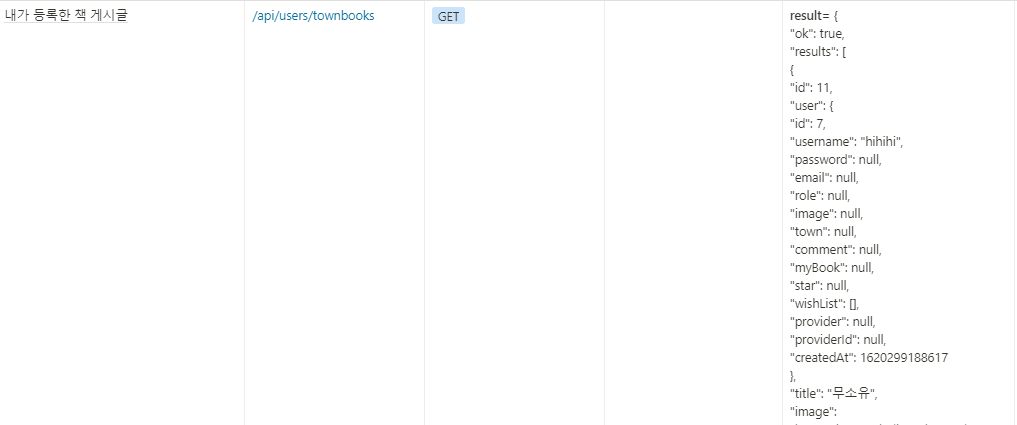 내가 등록한 책 게시글
/api/users/townbooks
GET
result= {
"ok": true,
"results": [
{
"id": 11,
"user": {
"id": 7,
"username": "hihihi",
"password": null,
"email": null,
"role": null,
"image": null,
"town": null,
"comment": null,
"myBook": null,
"star": null,
"wishList": [],
"provider": null,
"providerId": null,
"createdAt": 1620299188617
},
"title": "무소유",
"image":